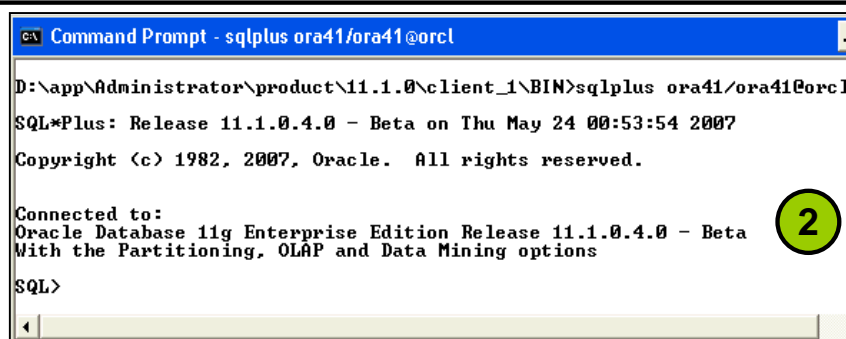 Command Prompt - sqlplus ora41/ora41@orcl
D:\app\Administrator\product\11.1.0\client_1\BIN>sqlplus ora41/ora41@orcl
SQL*Plus: Release 11.1.0.4.0 - Beta on Thu May 24 00:53:54 2007
Copyright (c) 1982, 2007, Oracle.  All rights reserved.
Connected to:
Oracle Database 11g Enterprise Edition Release 11.1.0.4.0 - Beta
With the Partitioning, OLAP and Data Mining options
2
SQL>